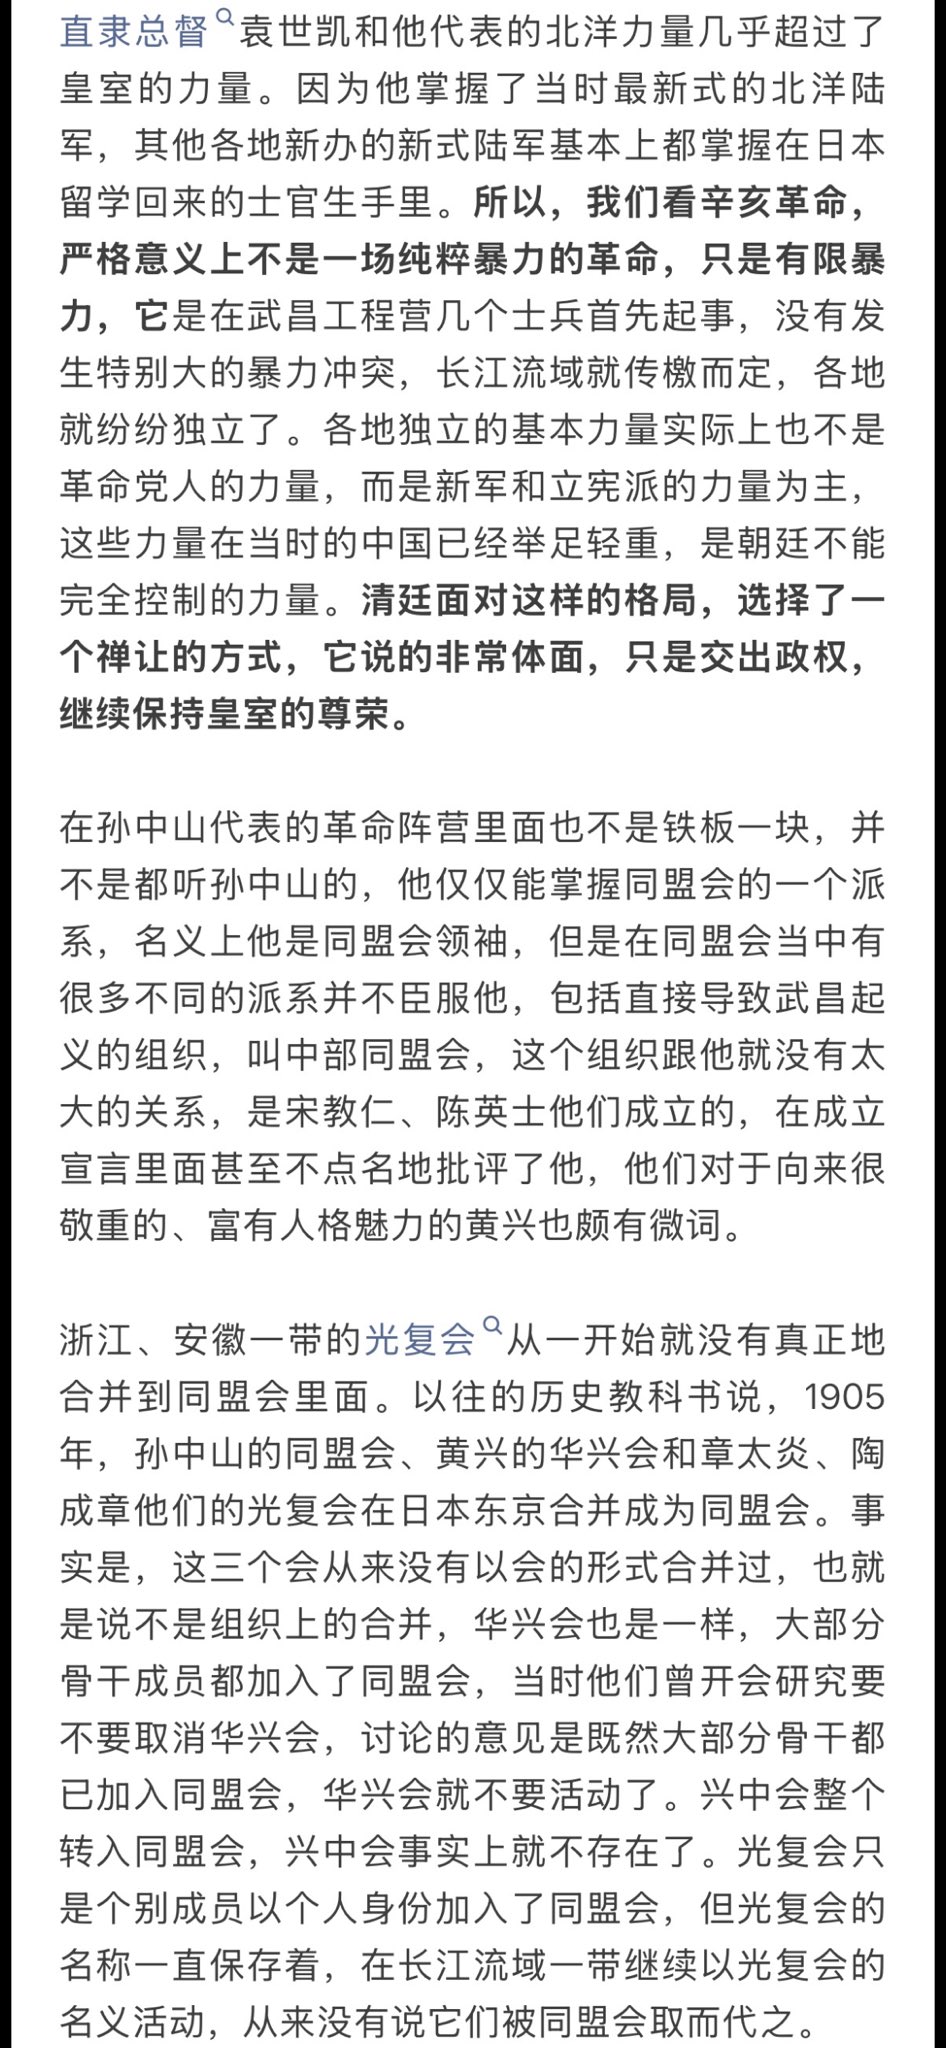 直隶总督袁世凯和他代表的北洋力量几乎超过了
皇室的力量。因为他掌握了当时最新式的北洋陆
军，其他各地新办的新式陆军基本上都掌握在日本
留学回来的士官生手里。所以，我们看辛亥革命，
严格意义上不是一场纯粹暴力的革命，只是有限暴
力，它是在武昌工程营几个士兵首先起事，没有发
生特别大的暴力冲突，长江流域就传檄而定，各地
就纷纷独立了。各地独立的基本力量实际上也不是
革命党人的力量，而是新军和立宪派的力量为主，
这些力量在当时的中国已经举足轻重，是朝廷不能
完全控制的力量。清廷面对这样的格局，选择了一
个禅让的方式，它说的非常体面，只是交出政权，
继续保持皇室的尊荣。
在孙中山代表的革命阵营里面也不是铁板一块，并
不是都听孙中山的，他仅仅能掌握同盟会的一个派
系，名义上他是同盟会领袖，但是在同盟会当中有
很多不同的派系并不臣服他，包括直接导致武昌起
义的组织，叫中部同盟会，这个组织跟他就没有太
大的关系，是宋教仁、陈英士他们成立的，在成立
宣言里面甚至不点名地批评了他，他们对于向来很
敬重的、富有人格魅力的黄兴也颇有微词。
浙江、安徽一带的光复会从一开始就没有真正地
合并到同盟会里面。以往的历史教科书说，1905
年，孙中山的同盟会、黄兴的华兴会和章太炎、陶
成章他们的光复会在日本东京合并成为同盟会。事
实是，这三个会从来没有以会的形式合并过，也就
是说不是组织上的合并，华兴会也是一样，大部分
骨干成员都加入了同盟会，当时他们曾开会研究要
不要取消华兴会，讨论的意见是既然大部分骨干都
已加入同盟会，华兴会就不要活动了。兴中会整个
转入同盟会，兴中会事实上就不存在了。光复会只
是个别成员以个人身份加入了同盟会，但光复会的
名称一直保存着，在长江流域一带继续以光复会的
名义活动，从来没有说它们被同盟会取而代之。